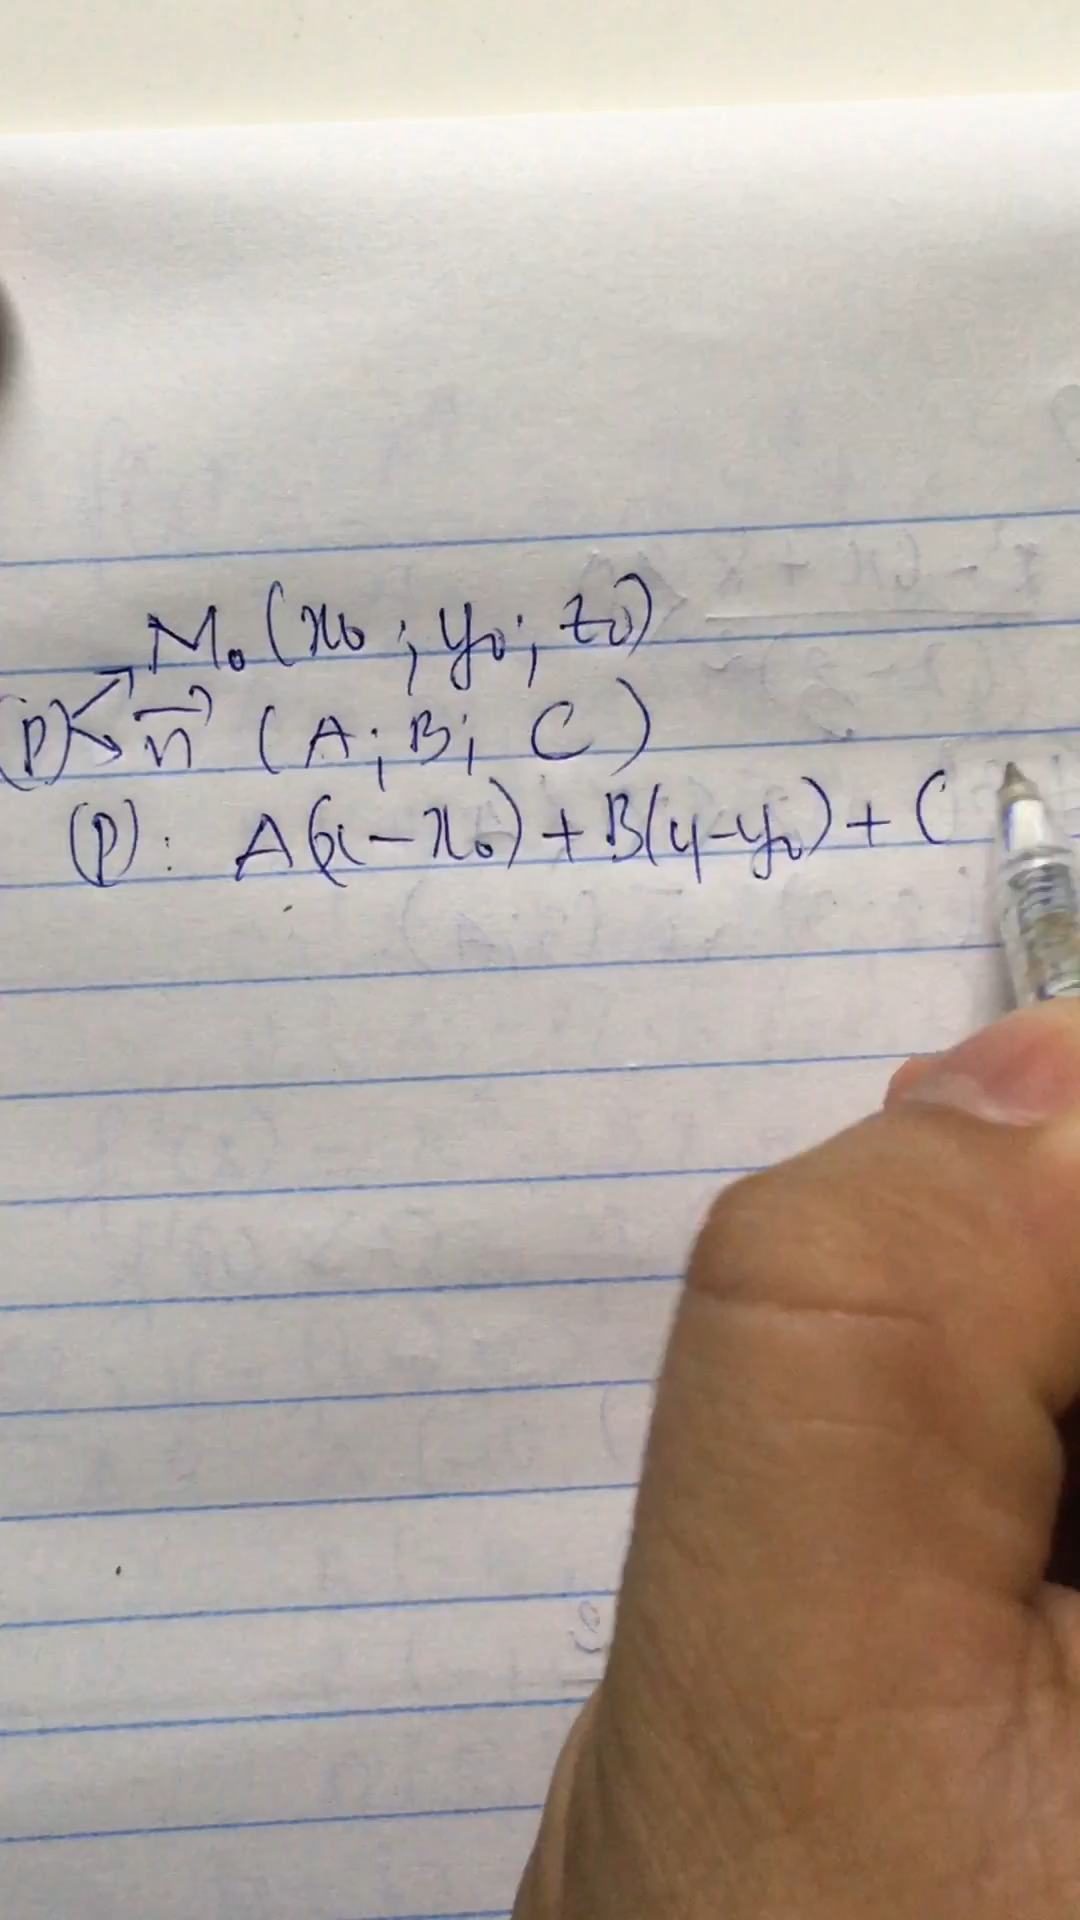 M₀(x₀; y₀; z₀)
(P) n⃗ (A; B; C)
(P): A(x-x₀)+B(y-y₀)+C